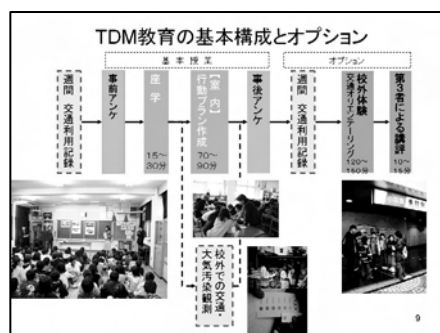 TDM教育の基本構成とオプション
基本授業
オプション
週間 交通利用記録
事前アンケ
座学
15～
30分
【室内】
行動プラン作成
70～
90分
事後アンケ
週間 交通利用記録
校外体験
交通オリエンテーリング
120～
150分
第3者による講評
10～
15分
校外での交通・
大気汚染観測
9